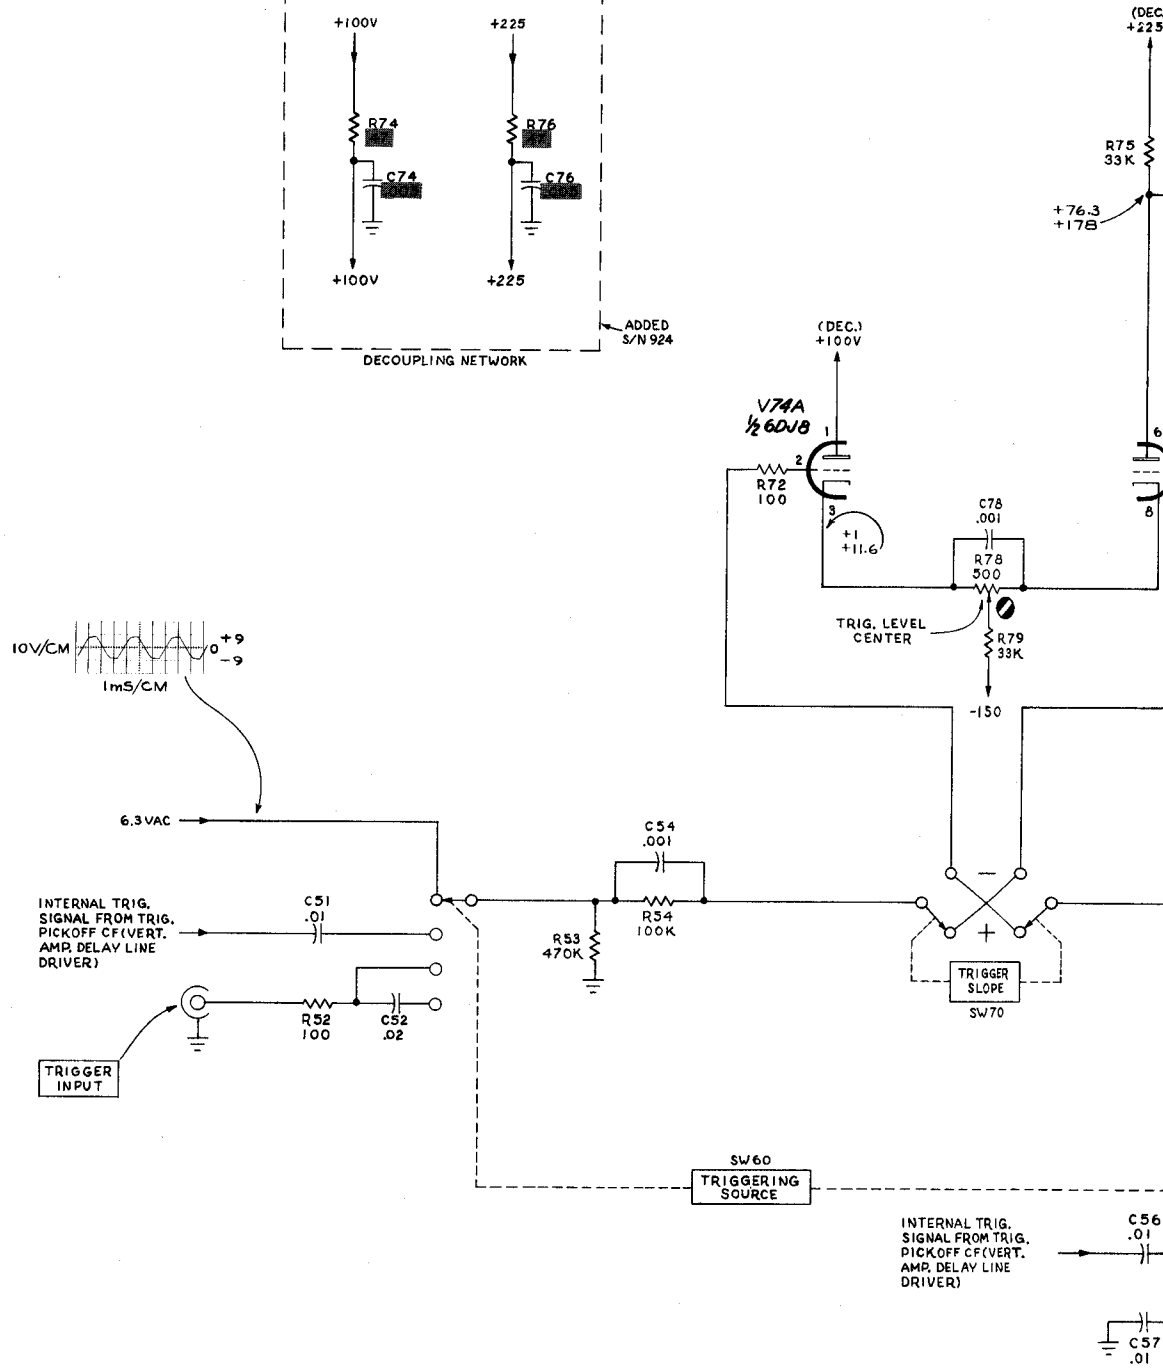 +100V
+225
R74
47
R76
47
C74
.005
C76
.005
+100V
+225
ADDED
S/N 924
DECOUPLING NETWORK
(DEC.
+225
R75
33K
+76.3
+178
(DEC.)
+100V
V74A
½ 6DJ8
1
2
3
R72
100
+1
+11.6
6
8
C78
.001
R78
500
TRIG. LEVEL
CENTER
R79
33K
-150
10V/CM
0
+9
-9
1mS/CM
6.3VAC
INTERNAL TRIG.
SIGNAL FROM TRIG.
PICKOFF CF(VERT.
AMP. DELAY LINE
DRIVER)
C51
.01
C54
.001
R54
100K
R53
470K
R52
100
C52
.02
TRIGGER
INPUT
−
+
TRIGGER
SLOPE
SW70
SW60
TRIGGERING
SOURCE
INTERNAL TRIG.
SIGNAL FROM TRIG.
PICKOFF CF(VERT.
AMP. DELAY LINE
DRIVER)
C56
.01
C57
.01